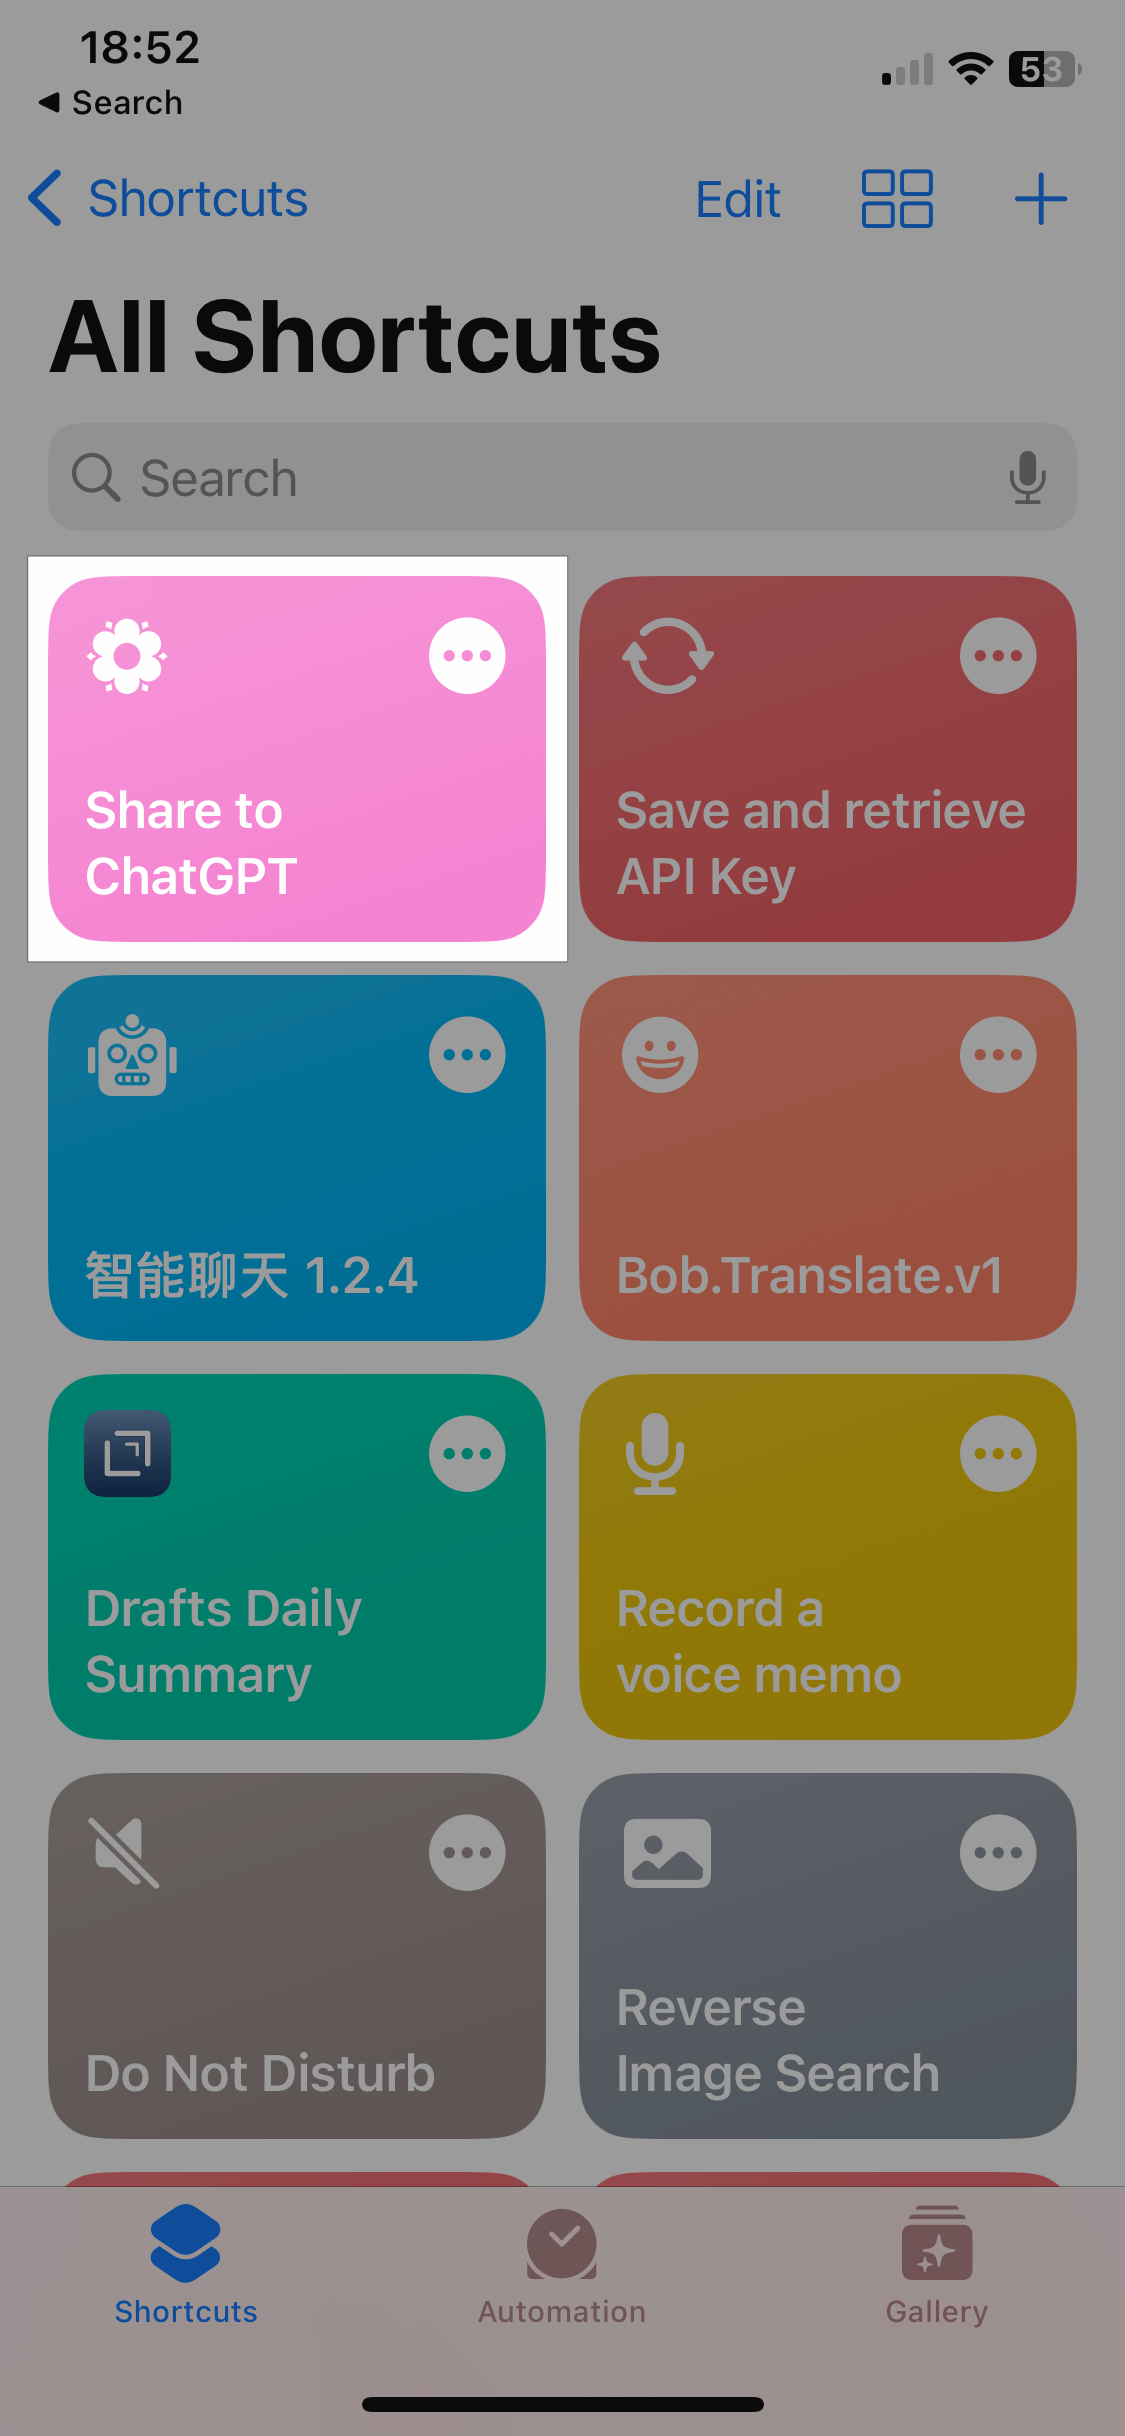 18:52
53
◀ Search
Shortcuts
Edit
All Shortcuts
Search
Share to
ChatGPT
Save and retrieve
API Key
智能聊天 1.2.4
Bob.Translate.v1
Drafts Daily
Summary
Record a
voice memo
Do Not Disturb
Reverse
Image Search
Shortcuts
Automation
Gallery